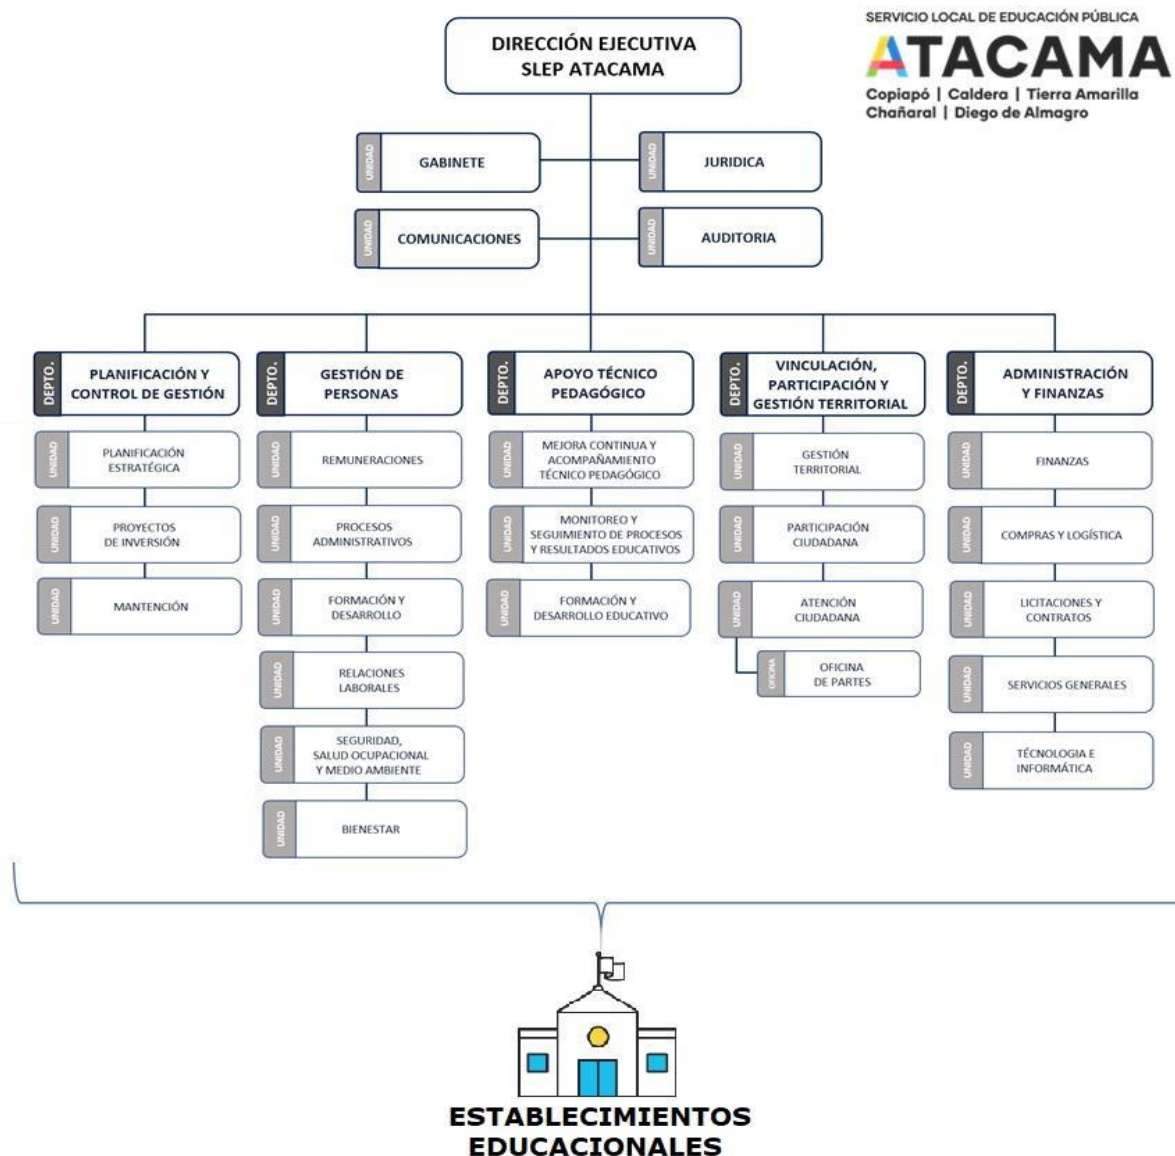 SERVICIO LOCAL DE EDUCACIÓN PÚBLICA
ATACAMA
Copiapó | Caldera | Tierra Amarilla
Chañaral | Diego de Almagro
DIRECCIÓN EJECUTIVA
SLEP ATACAMA
UNIDAD
GABINETE
UNIDAD
JURIDICA
UNIDAD
COMUNICACIONES
UNIDAD
AUDITORIA
DEPTO.
PLANIFICACIÓN Y
CONTROL DE GESTIÓN
UNIDAD
PLANIFICACIÓN
ESTRATÉGICA
UNIDAD
PROYECTOS
DE INVERSIÓN
UNIDAD
MANTENCIÓN
DEPTO.
GESTIÓN DE
PERSONAS
UNIDAD
REMUNERACIONES
UNIDAD
PROCESOS
ADMINISTRATIVOS
UNIDAD
FORMACIÓN Y
DESARROLLO
UNIDAD
RELACIONES
LABORALES
UNIDAD
SEGURIDAD,
SALUD OCUPACIONAL
Y MEDIO AMBIENTE
UNIDAD
BIENESTAR
DEPTO.
APOYO TÉCNICO
PEDAGÓGICO
UNIDAD
MEJORA CONTINUA Y
ACOMPAÑAMIENTO
TÉCNICO PEDAGÓGICO
UNIDAD
MONITOREO Y
SEGUIMIENTO DE PROCESOS
Y RESULTADOS EDUCATIVOS
UNIDAD
FORMACIÓN Y
DESARROLLO EDUCATIVO
DEPTO.
VINCULACIÓN,
PARTICIPACIÓN Y
GESTIÓN TERRITORIAL
UNIDAD
GESTIÓN
TERRITORIAL
UNIDAD
PARTICIPACIÓN
CIUDADANA
UNIDAD
ATENCIÓN
CIUDADANA
OFICINA
OFICINA
DE PARTES
DEPTO.
ADMINISTRACIÓN
Y FINANZAS
UNIDAD
FINANZAS
UNIDAD
COMPRAS Y LOGÍSTICA
UNIDAD
LICITACIONES Y
CONTRATOS
UNIDAD
SERVICIOS GENERALES
UNIDAD
TÉCNOLOGIA E
INFORMÁTICA
ESTABLECIMIENTOS
EDUCACIONALES